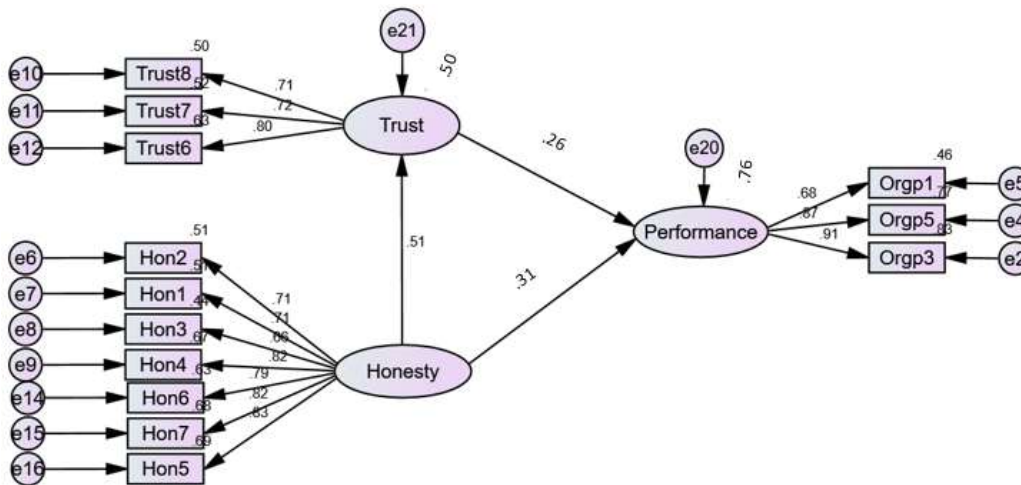 e21
.50
.50
e10
Trust8
.71
.52
e11
Trust7
.72
Trust
.63
e12
Trust6
.80
.26
e20
.76
.46
Orgp1
e5
.68
.77
Orgp5
e4
.87
Performance
.83
Orgp3
e2
.91
.51
.51
e6
Hon2
.51
e7
Hon1
.71
.31
.44
e8
Hon3
.71
.67
.66
e9
Hon4
.82
Honesty
.63
.79
e14
Hon6
.82
.68
.83
e15
Hon7
.69
e16
Hon5